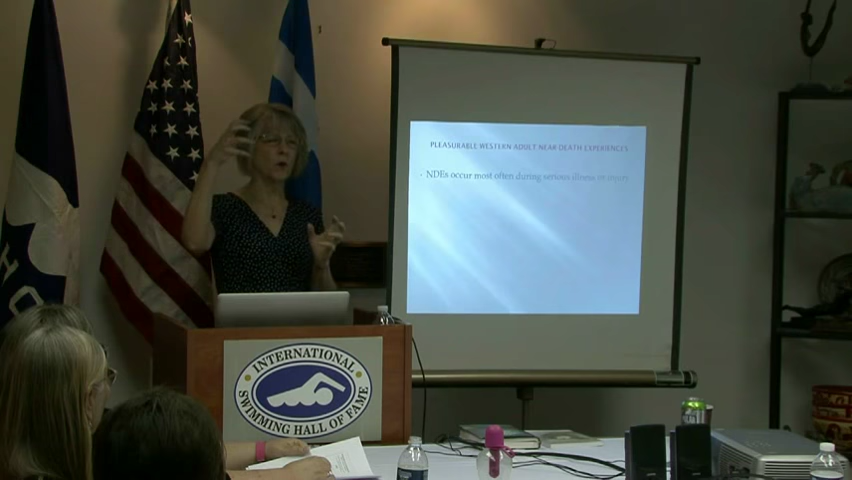 PLEASURABLE WESTERN ADULT NEAR DEATH EXPERIENCES
- NDEs occur most often during serious illness or injury
INTERNATIONAL
SWIMMING HALL OF FAME